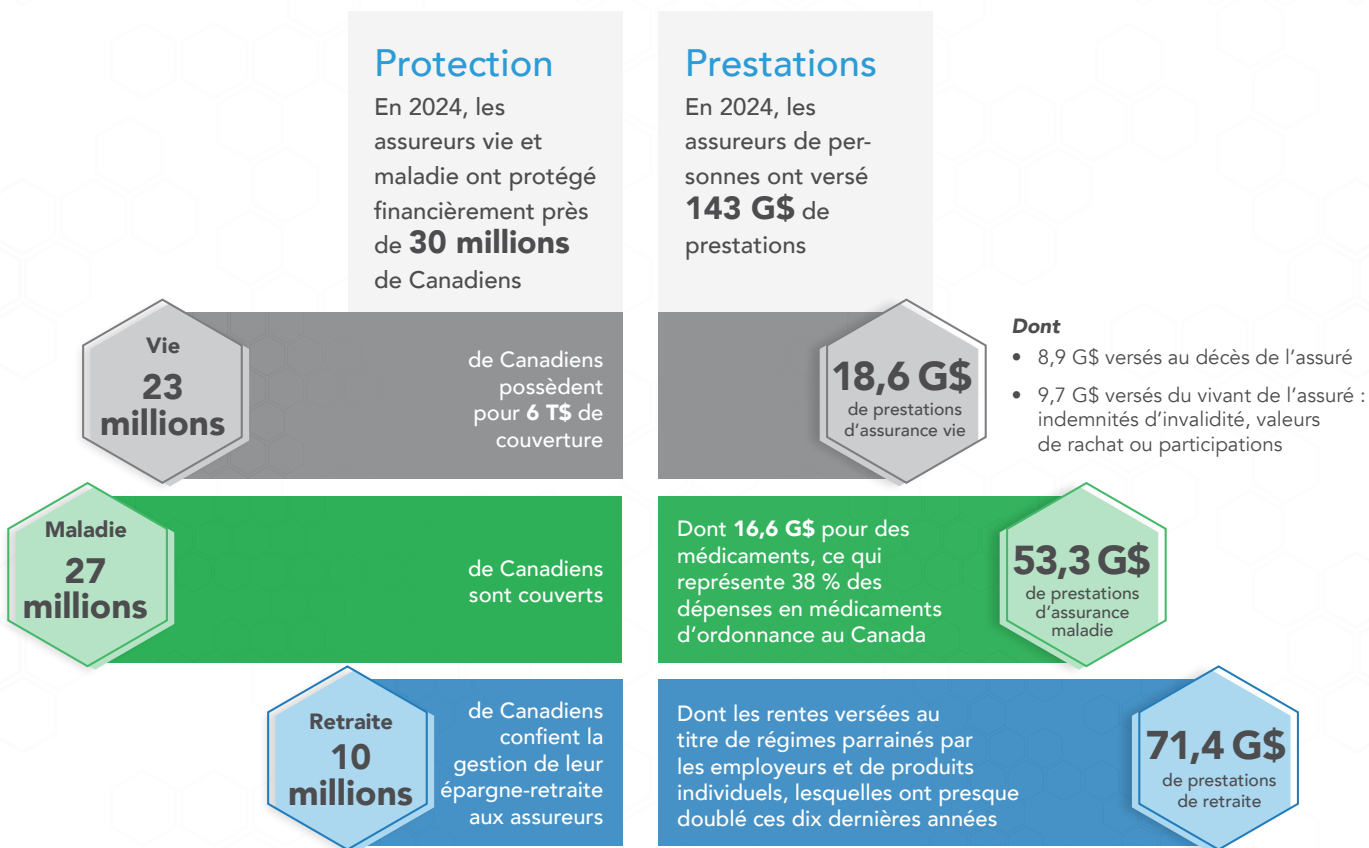 Protection
En 2024, les
assureurs vie et
maladie ont protégé
financièrement près
de 30 millions
de Canadiens
Prestations
En 2024, les
assureurs de per-
sonnes ont versé
143 G$ de
prestations
Vie
23
millions
de Canadiens
possèdent
pour 6 T$ de
couverture
18,6 G$
de prestations
d’assurance vie
Dont
• 8,9 G$ versés au décès de l’assuré
• 9,7 G$ versés du vivant de l’assuré :
indemnités d’invalidité, valeurs
de rachat ou participations
Maladie
27
millions
de Canadiens
sont couverts
Dont 16,6 G$ pour des
médicaments, ce qui
représente 38 % des
dépenses en médicaments
d’ordonnance au Canada
53,3 G$
de prestations
d’assurance
maladie
Retraite
10
millions
de Canadiens
confient la
gestion de leur
épargne-retraite
aux assureurs
Dont les rentes versées au
titre de régimes parrainés par
les employeurs et de produits
individuels, lesquelles ont presque
doublé ces dix dernières années
71,4 G$
de prestations
de retraite